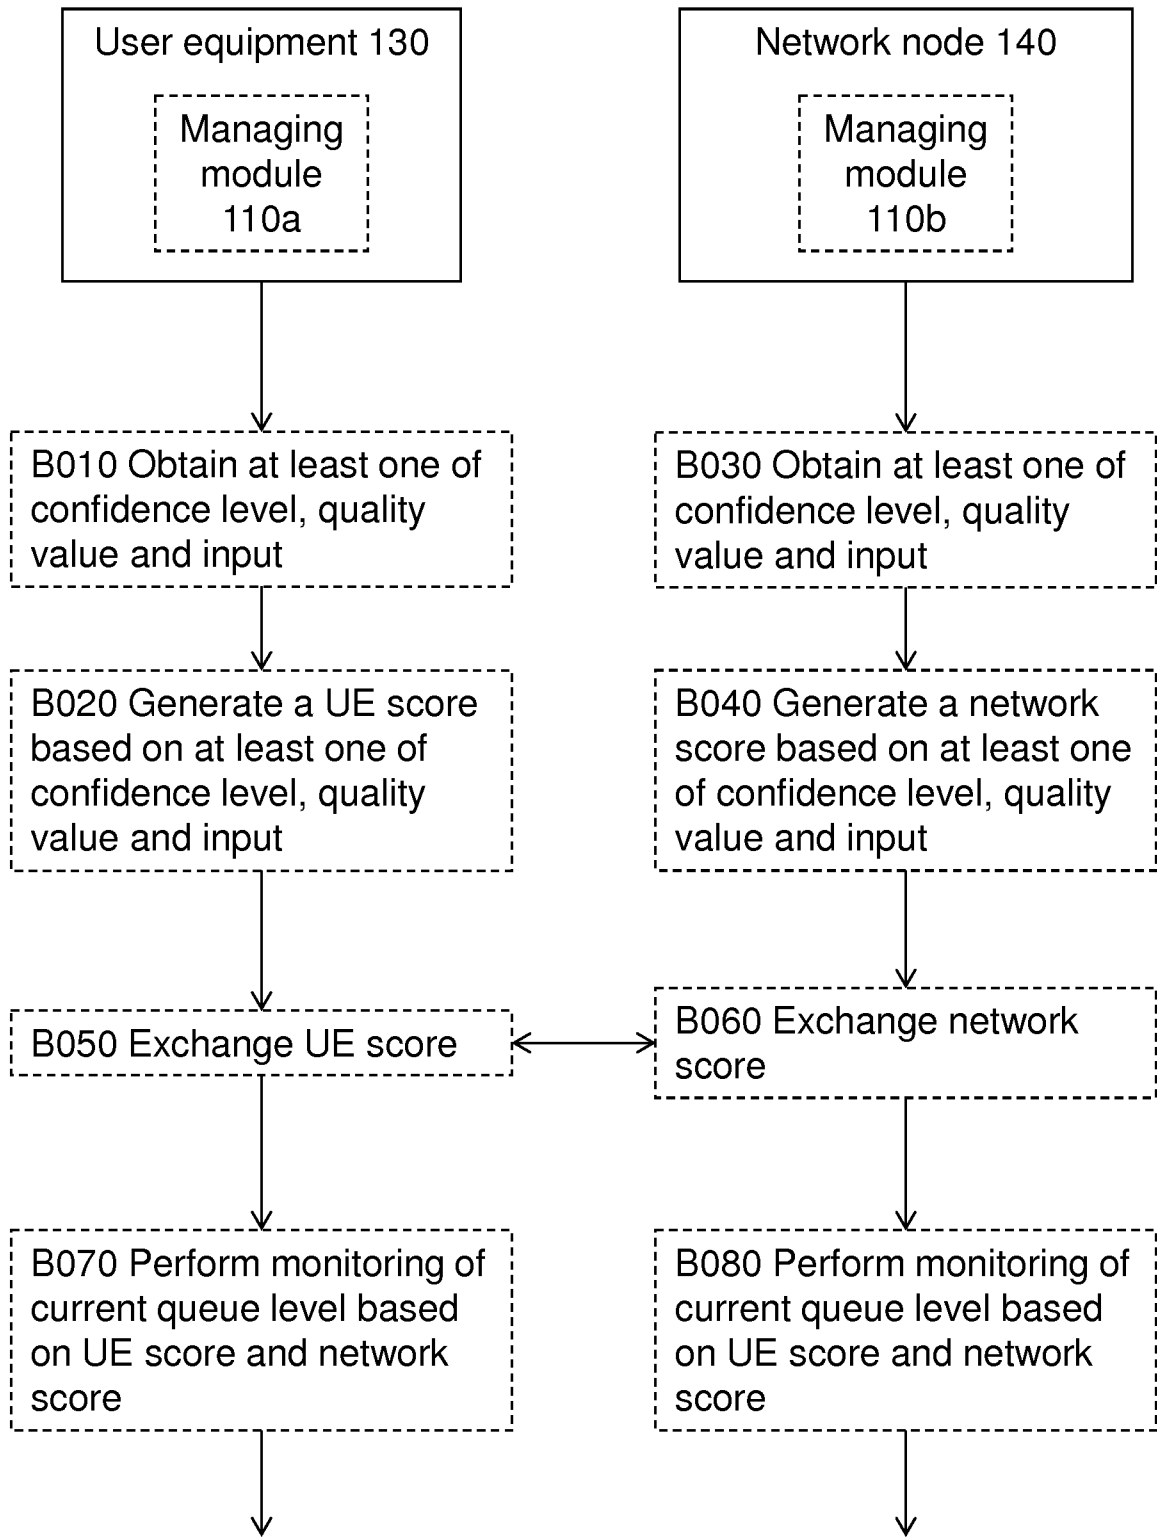 User equipment 130
Managing
module
110a
Network node 140
Managing
module
110b
B010 Obtain at least one of
confidence level, quality
value and input
B030 Obtain at least one of
confidence level, quality
value and input
B020 Generate a UE score
based on at least one of
confidence level, quality
value and input
B040 Generate a network
score based on at least one
of confidence level, quality
value and input
B050 Exchange UE score
B060 Exchange network
score
B070 Perform monitoring of
current queue level based
on UE score and network
score
B080 Perform monitoring of
current queue level based
on UE score and network
score